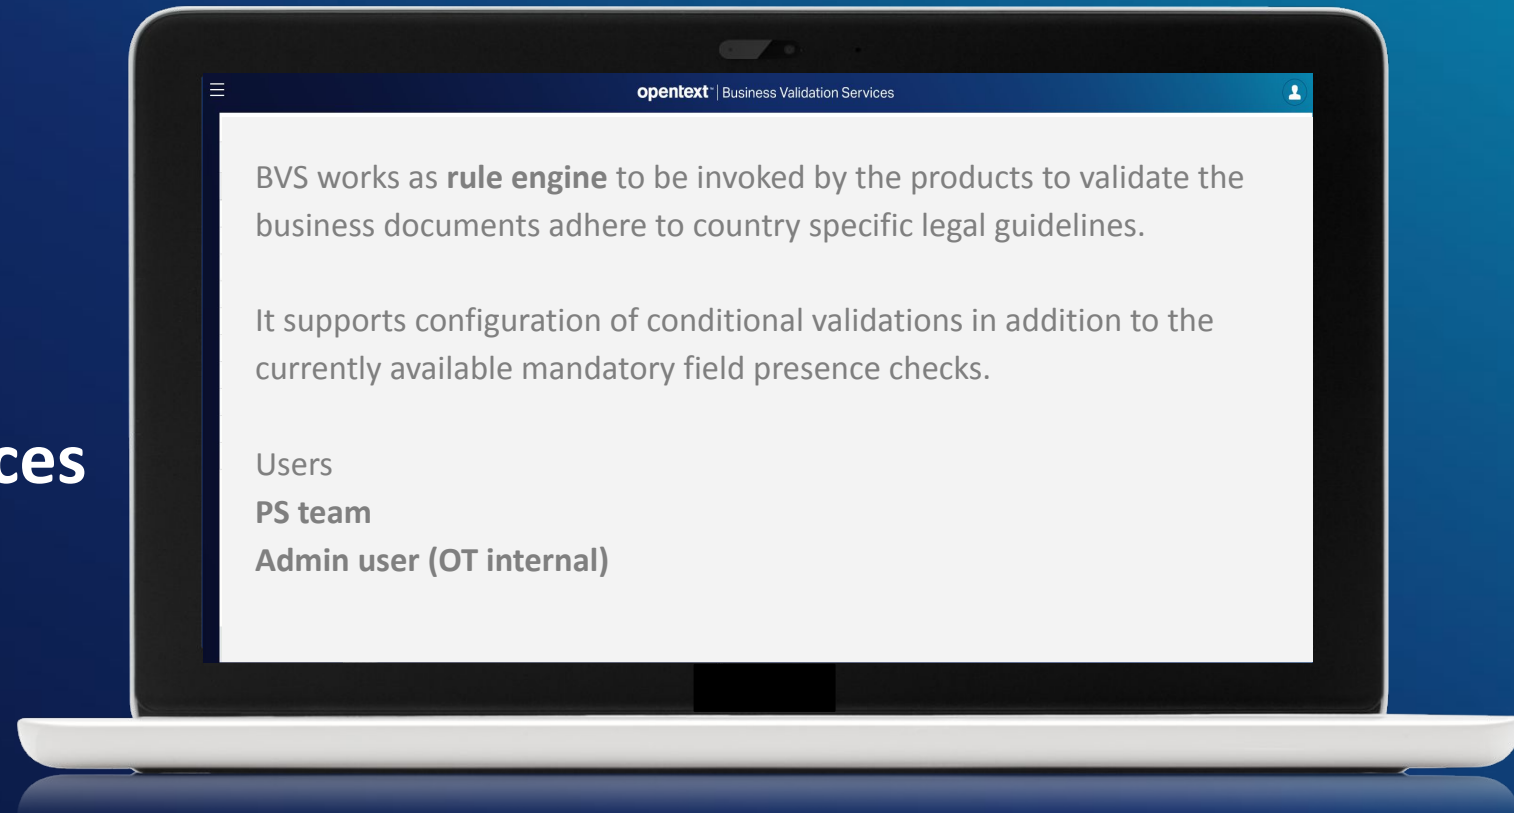 opentext™ | Business Validation Services
BVS works as rule engine to be invoked by the products to validate the
business documents adhere to country specific legal guidelines.
It supports configuration of conditional validations in addition to the
currently available mandatory field presence checks.
ces
Users
PS team
Admin user (OT internal)